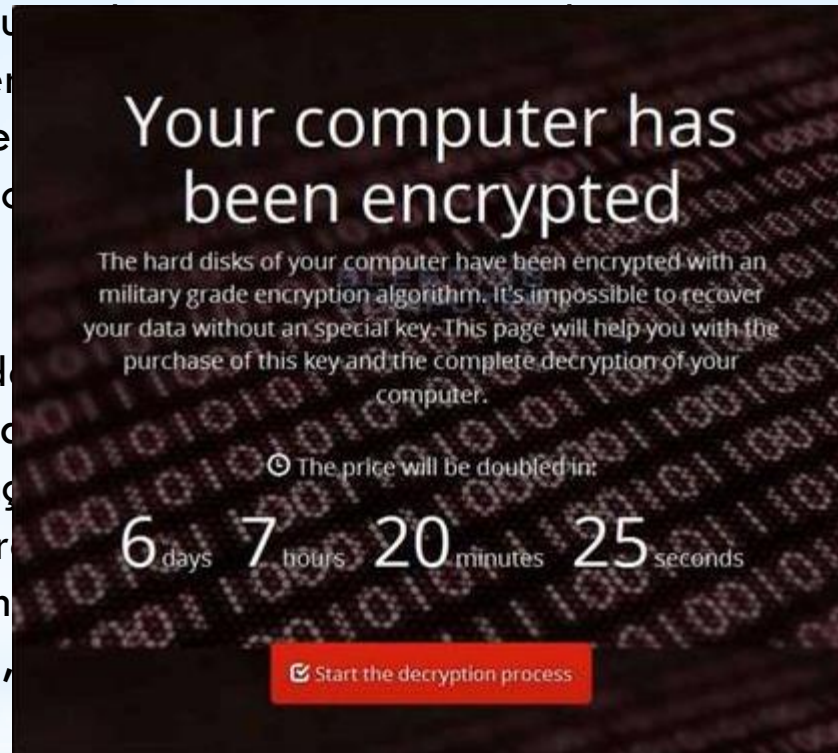 Your computer has
been encrypted
The hard disks of your computer have been encrypted with an
military grade encryption algorithm. It's impossible to recover
your data without an special key. This page will help you with the
purchase of this key and the complete decryption of your
computer.
The price will be doubled in:
6 days 7 hours 20 minutes 25 seconds
Start the decryption process